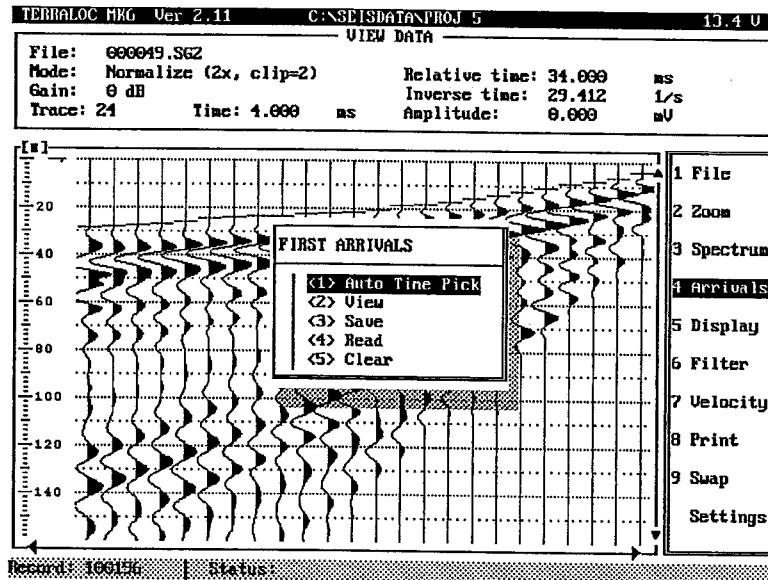 TERRALOC MK6 Ver 2.11 C:\SEISDATA\PROJ_5 13.4 V
VIEW DATA
File: 000049.SG2
Mode: Normalize (2x, clip=2) Relative time: 34.000 ms
Gain: 0 dB Inverse time: 29.412 1/s
Trace: 24 Time: 4.000 ms Amplitude: 0.000 mV
[■]
20
40
60
80
100
120
140
FIRST ARRIVALS
<1> Auto Time Pick
<2> View
<3> Save
<4> Read
<5> Clear
1 File
2 Zoom
3 Spectrum
4 Arrivals
5 Display
6 Filter
7 Velocity
8 Print
9 Swap
Settings
Record: 100196 Status: